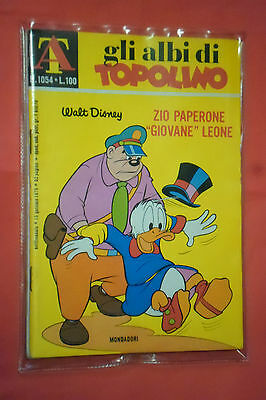 A
N.1054 • L.100
gli albi di
TOPOLINO
Walt Disney
ZIO PAPERONE
"GIOVANE" LEONE
MONDADORI